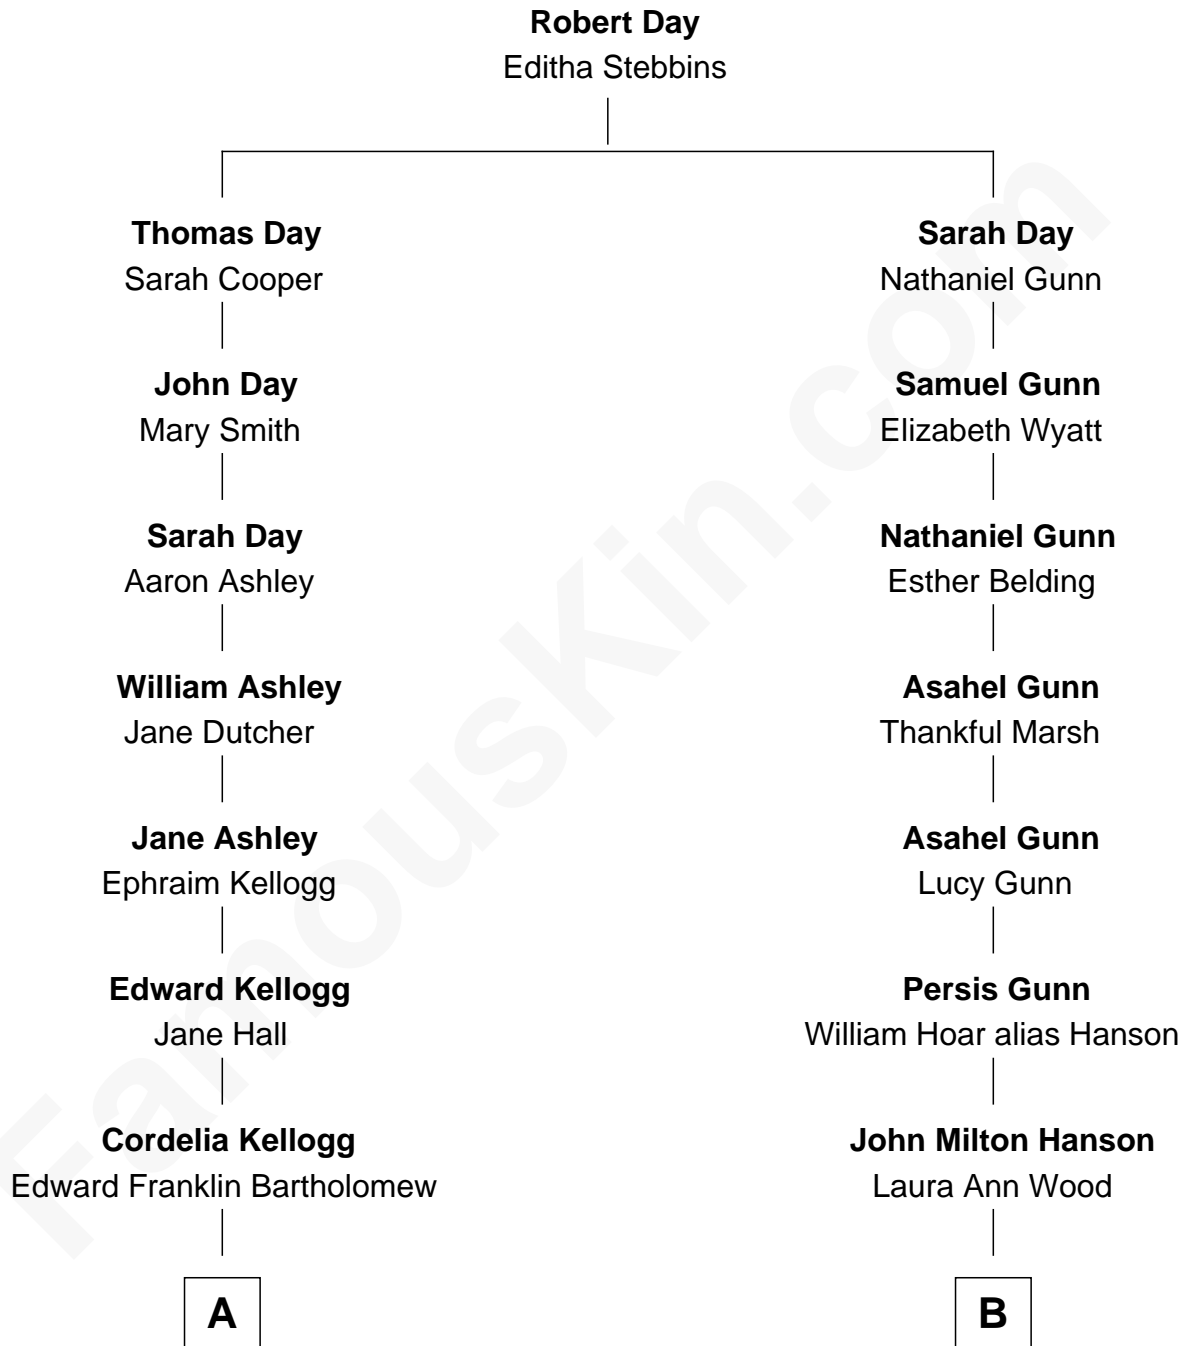 Robert Day
Editha Stebbins
Thomas Day
Sarah Cooper
John Day
Mary Smith
Sarah Day
Aaron Ashley
William Ashley
Jane Dutcher
Jane Ashley
Ephraim Kellogg
Edward Kellogg
Jane Hall
Cordelia Kellogg
Edward Franklin Bartholomew
A
Sarah Day
Nathaniel Gunn
Samuel Gunn
Elizabeth Wyatt
Nathaniel Gunn
Esther Belding
Asahel Gunn
Thankful Marsh
Asahel Gunn
Lucy Gunn
Persis Gunn
William Hoar alias Hanson
John Milton Hanson
Laura Ann Wood
B
FamousKin.com